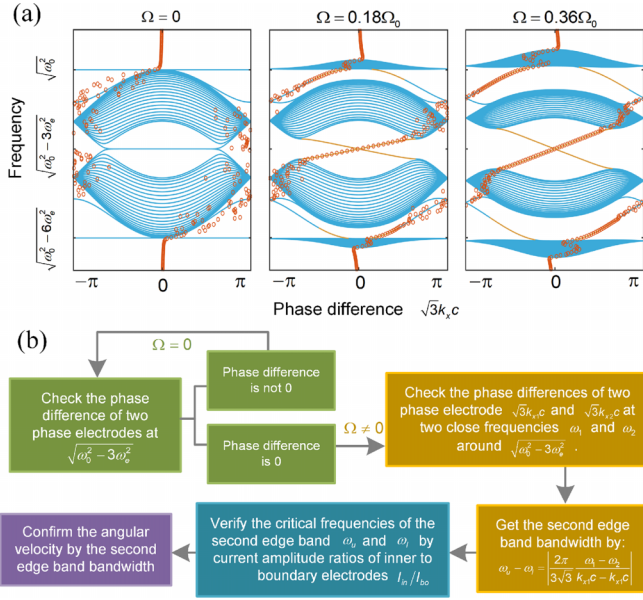 (a)
Ω = 0
Ω = 0.18Ω₀
Ω = 0.36Ω₀
Frequency
√ω₀²
√ω₀² − 3ωₑ²
√ω₀² − 6ωₑ²
−π
0
π
−π
0
π
−π
0
π
Phase difference √3kₓc
(b)
Ω = 0
Check the phase
difference of two
phase electrodes at
√ω₀² − 3ωₑ²
Phase difference
is not 0
Phase difference
is 0
Ω ≠ 0
Check the phase differences of two
phase electrode √3kₓ₁c and √3kₓ₂c at
two close frequencies ω₁ and ω₂
around √ω₀² − 3ωₑ² .
Get the second edge
band bandwidth by:
ωᵤ − ωₗ = |2π/3√3 ω₁ − ω₂/kₓ₁c − kₓ₁c|
Verify the critical frequencies of the
second edge band ωᵤ and ωₗ by
current amplitude ratios of inner to
boundary electrodes Iᵢₙ/I_bo
Confirm the angular
velocity by the second
edge band bandwidth